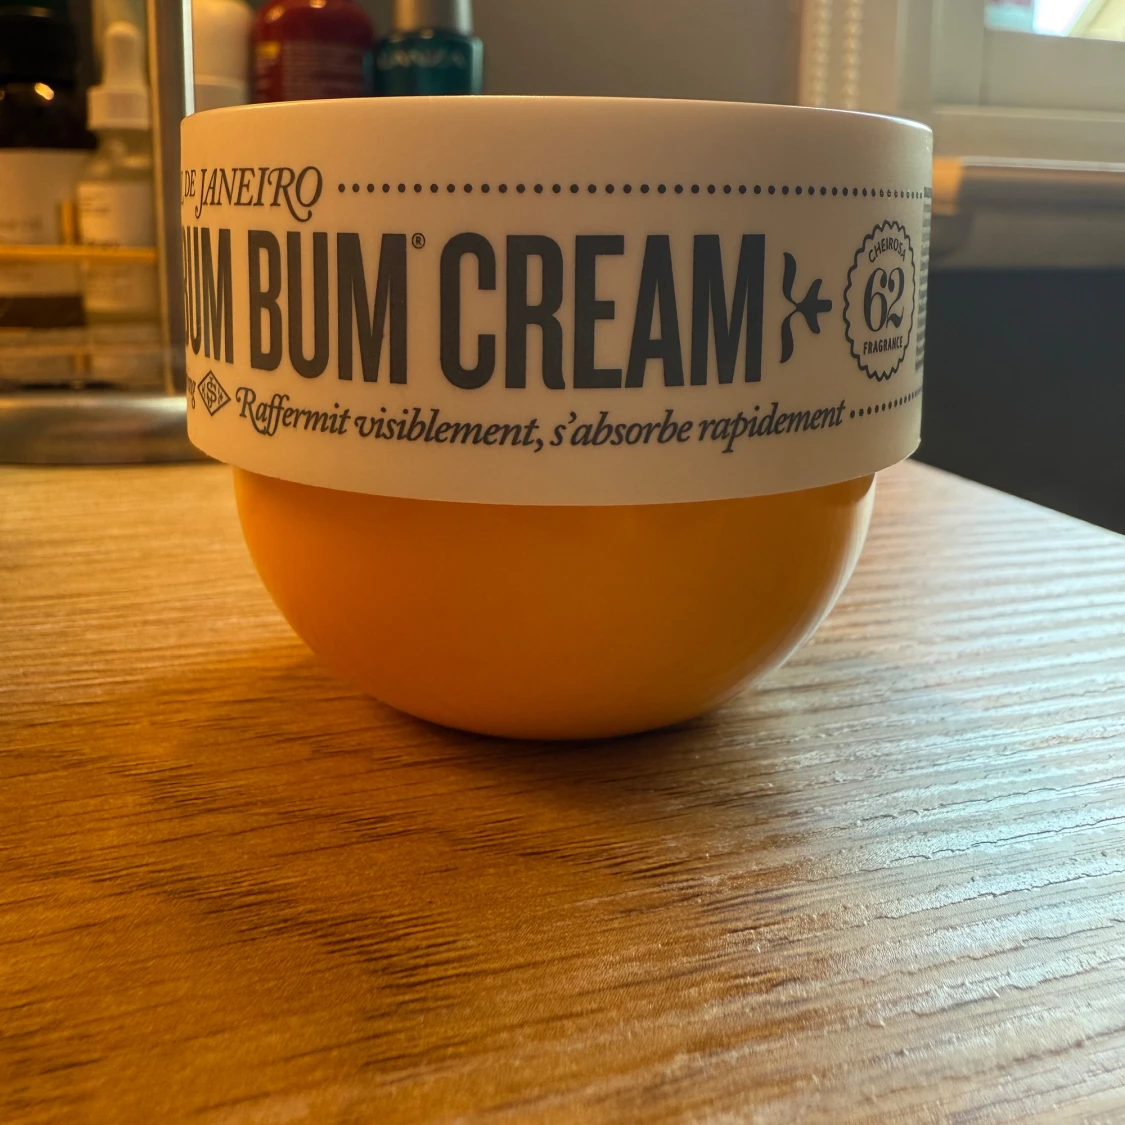 DE JANEIRO
BUM BUM® CREAM
Raffermit visiblement, s'absorbe rapidement
CHEIROSA
62
FRAGRANCE